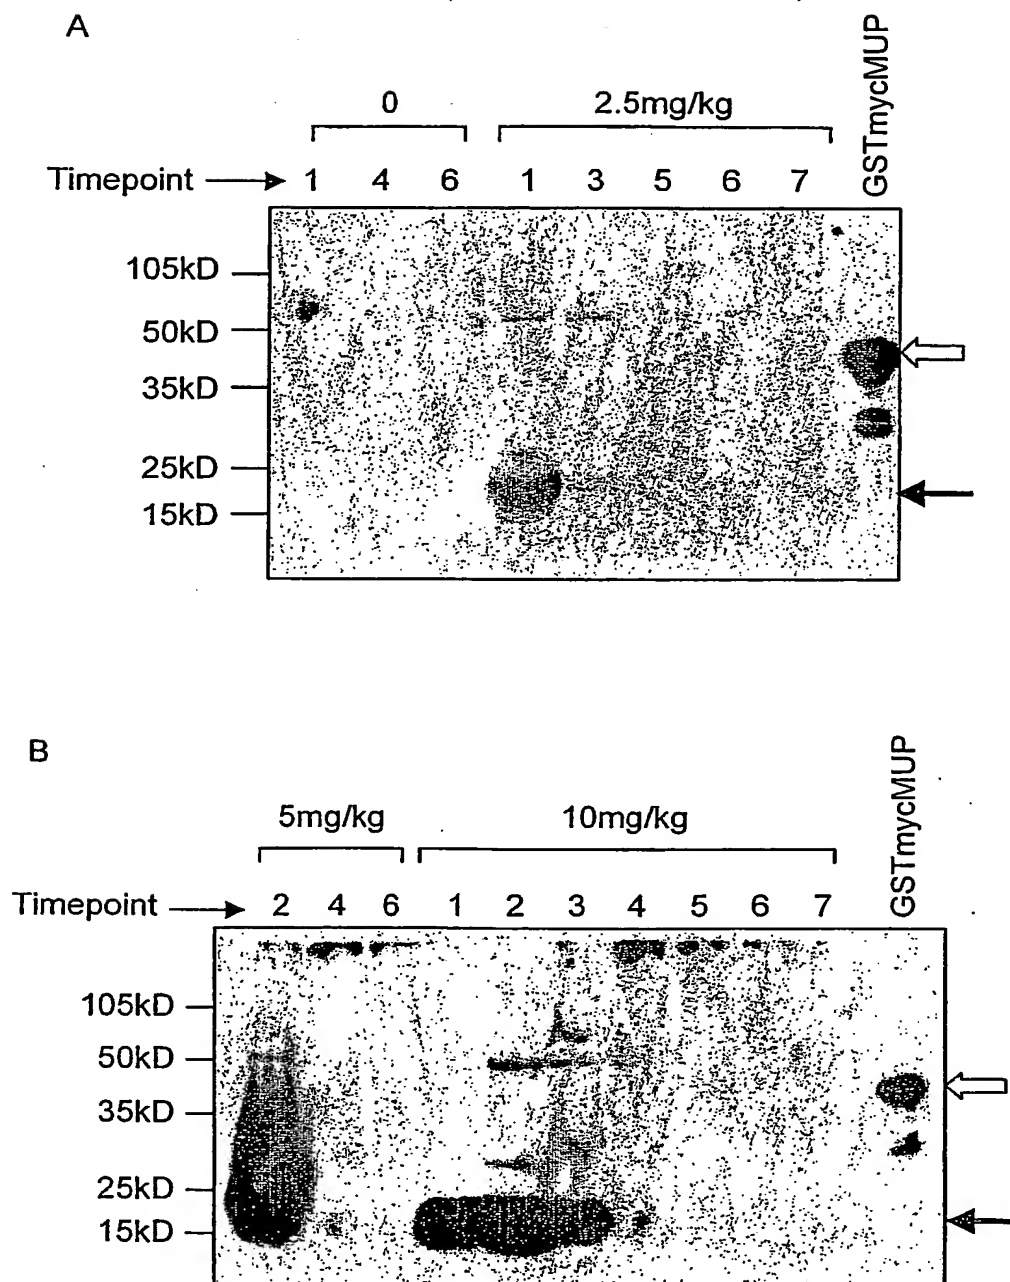 A
0 2.5mg/kg GSTmycMUP
Timepoint 1 4 6 1 3 5 6 7
105kD
50kD
35kD
25kD
15kD
B
5mg/kg 10mg/kg GSTmycMUP
Timepoint 2 4 6 1 2 3 4 5 6 7
105kD
50kD
35kD
25kD
15kD